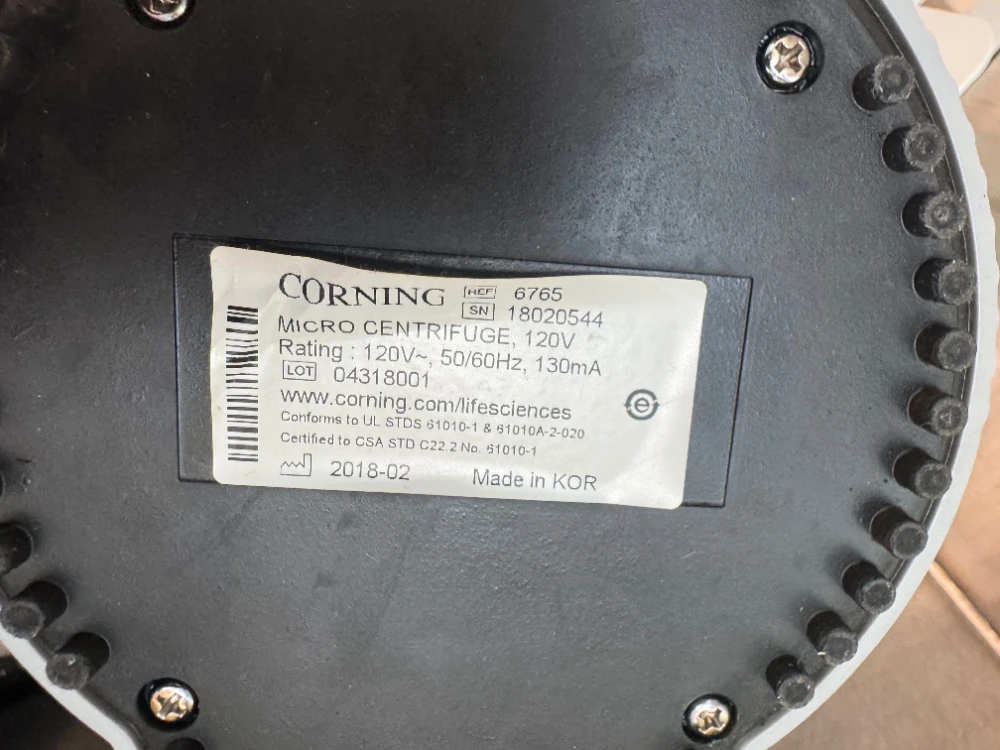 CORNING REF 6765
SN 18020544
MICRO CENTRIFUGE, 120V
Rating : 120V~, 50/60Hz, 130mA
LOT 04318001
www.corning.com/lifesciences
Conforms to UL STDS 61010-1 & 61010A-2-020
Certified to CSA STD C22.2 No. 61010-1
2018-02 Made in KOR